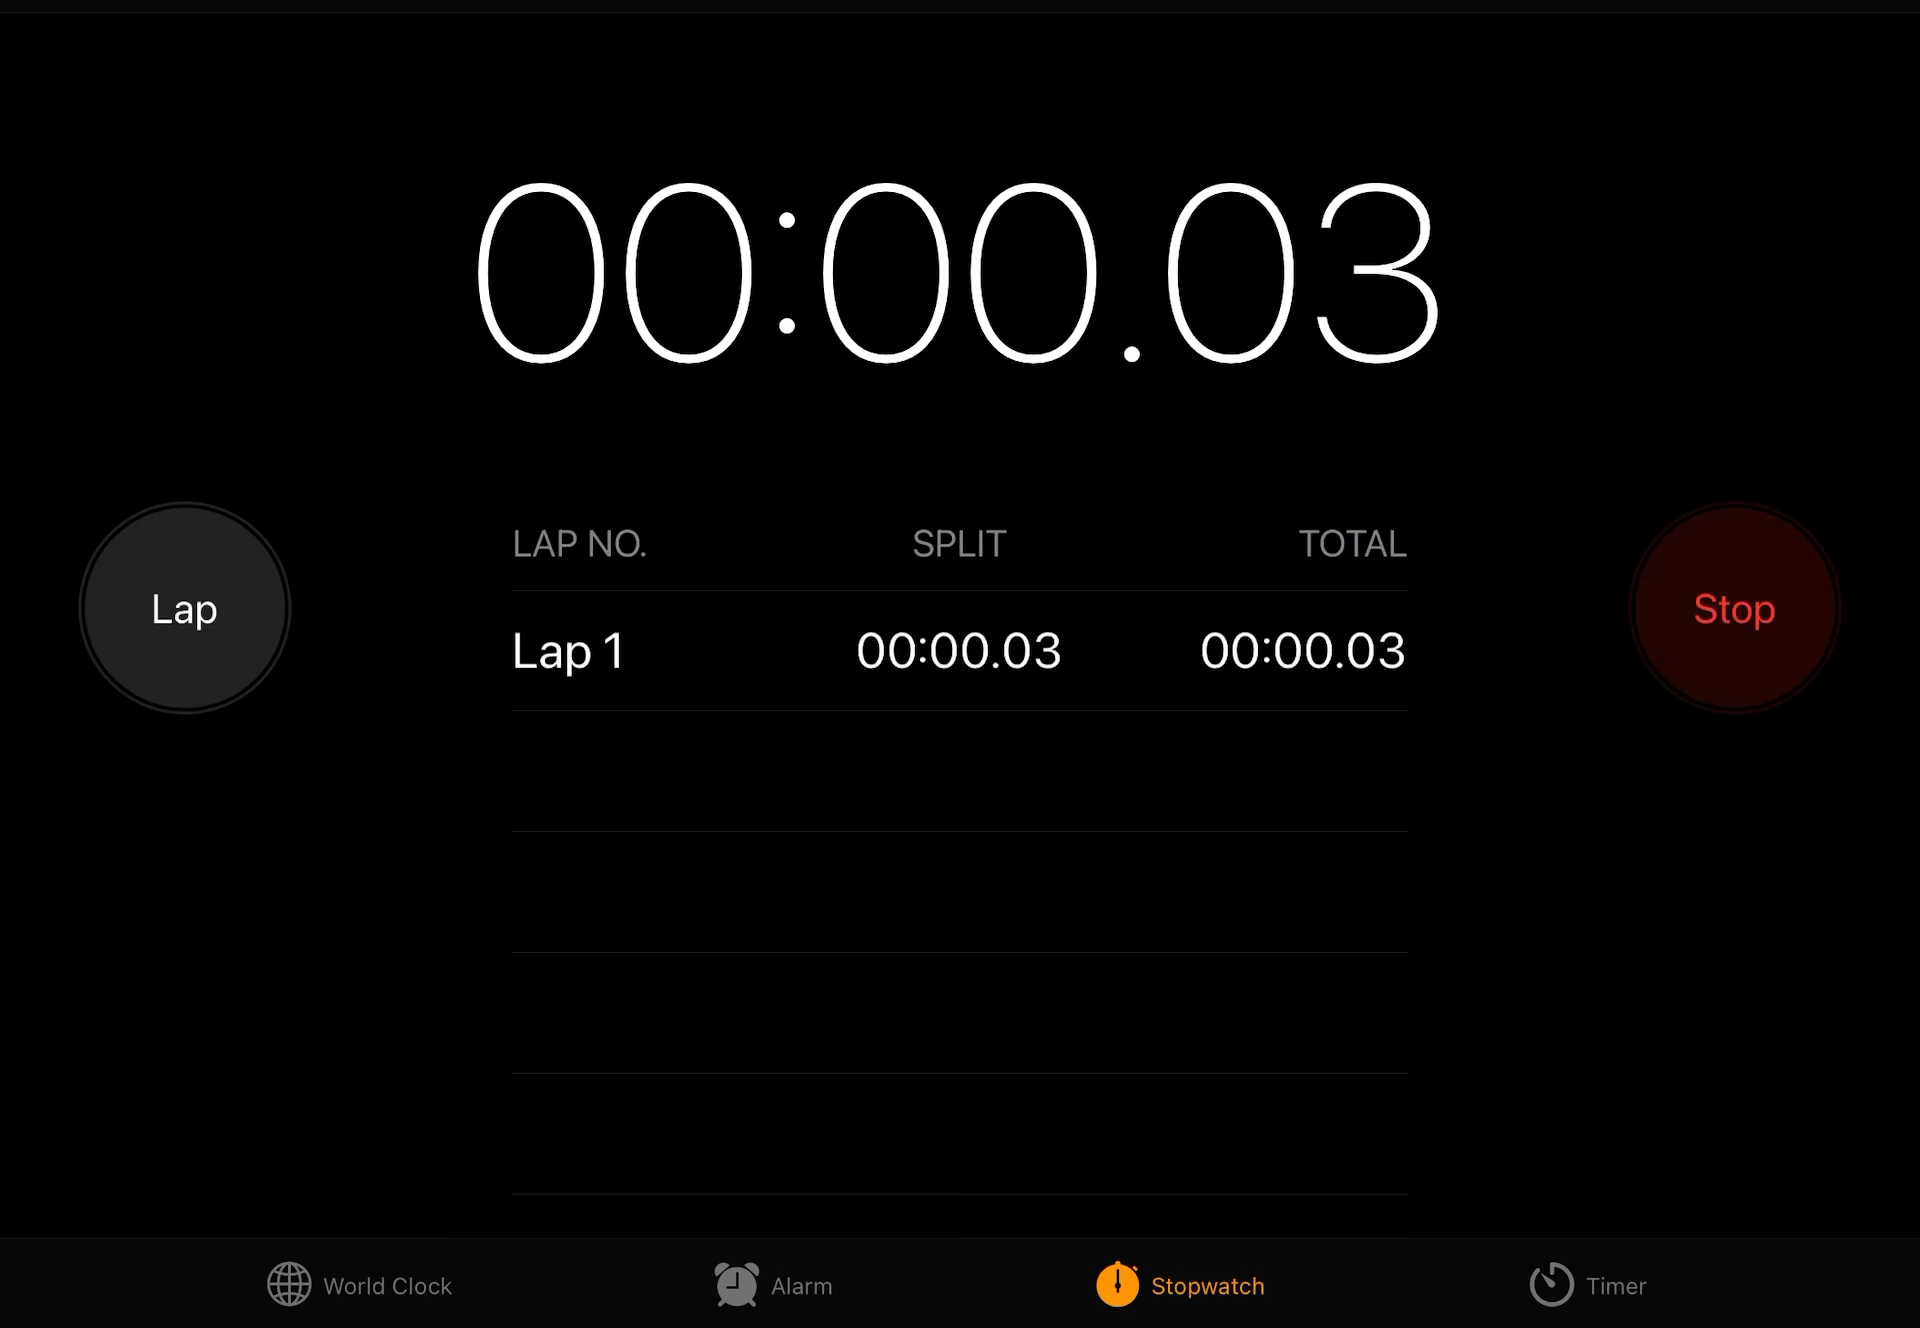 00:00.03
LAP NO. SPLIT TOTAL
Lap Lap 1 00:00.03 00:00.03 Stop
World Clock Alarm Stopwatch Timer